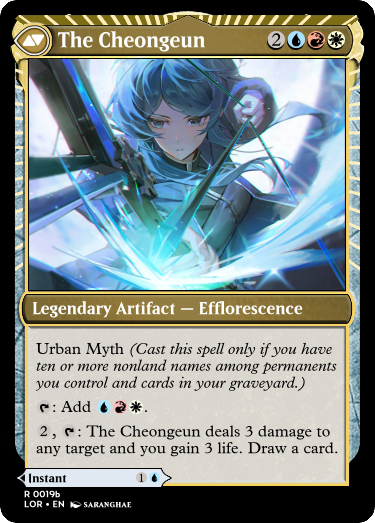 The Cheongeun 2
Legendary Artifact — Efflorescence
Urban Myth (Cast this spell only if you have
ten or more nonland names among permanents
you control and cards in your graveyard.)
: Add .
2 , : The Cheongeun deals 3 damage to
any target and you gain 3 life. Draw a card.
Instant 1
R 0019b
LOR • EN SARANGHAE